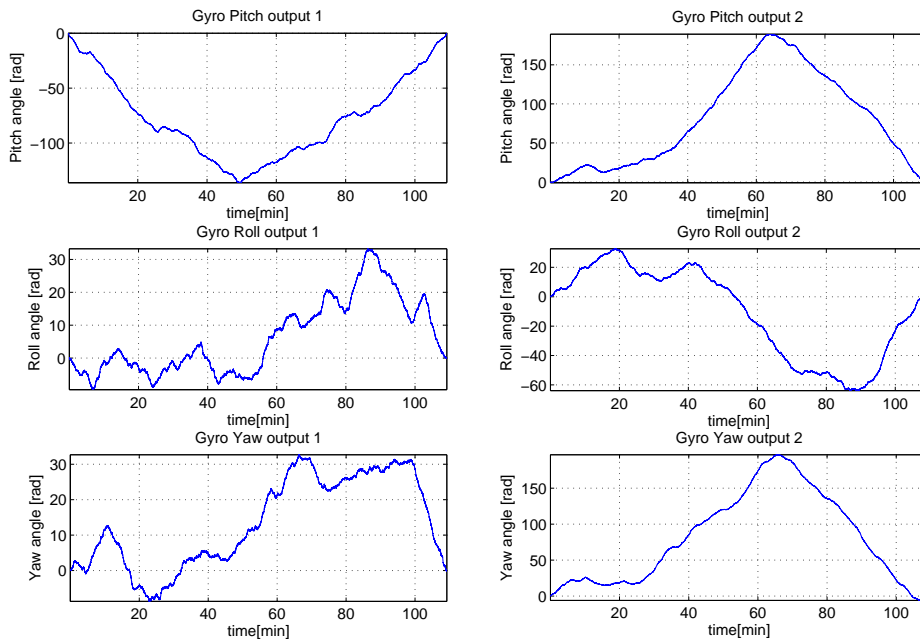 Gyro Pitch output 1
Pitch angle [rad]
0
−50
−100
20 40 60 80 100
time[min]
Gyro Pitch output 2
Pitch angle [rad]
150
100
50
0
20 40 60 80 100
time[min]
Gyro Roll output 1
Roll angle [rad]
30
20
10
0
20 40 60 80 100
time[min]
Gyro Roll output 2
Roll angle [rad]
20
0
−20
−40
−60
20 40 60 80 100
time[min]
Gyro Yaw output 1
Yaw angle [rad]
30
20
10
0
20 40 60 80 100
time[min]
Gyro Yaw output 2
Yaw angle [rad]
150
100
50
0
20 40 60 80 100
time[min]